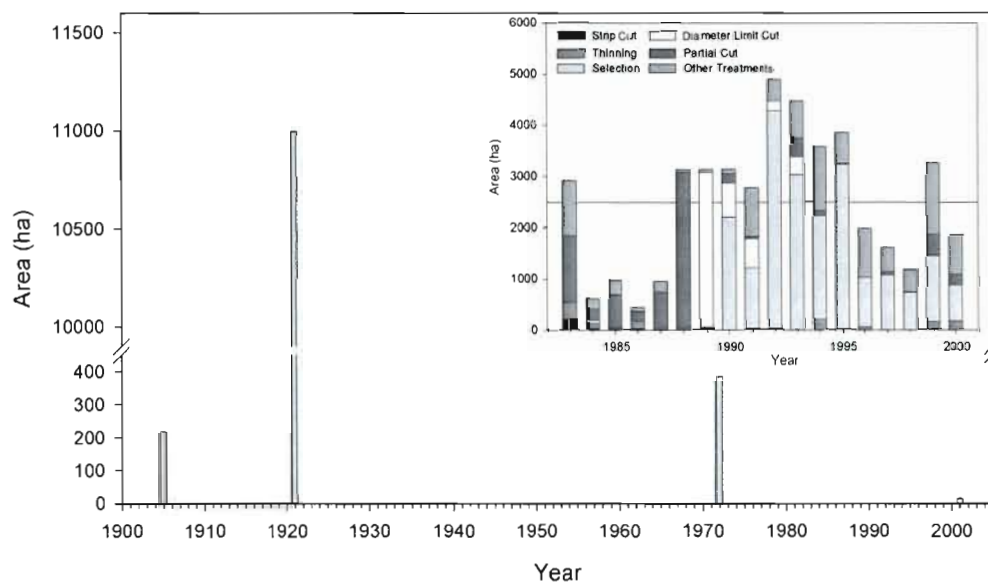 11500
11000
10500
10000
400
300
200
100
0
Area (ha)
1900 1910 1920 1930 1940 1950 1960 1970 1980 1990 2000
Year
6000
5000
4000
3000
2000
1000
0
Area (ha)
Strip Cut Diameter Limit Cut
Thinning Partial Cut
Selection Other Treatments
1985 1990 1995 2000
Year